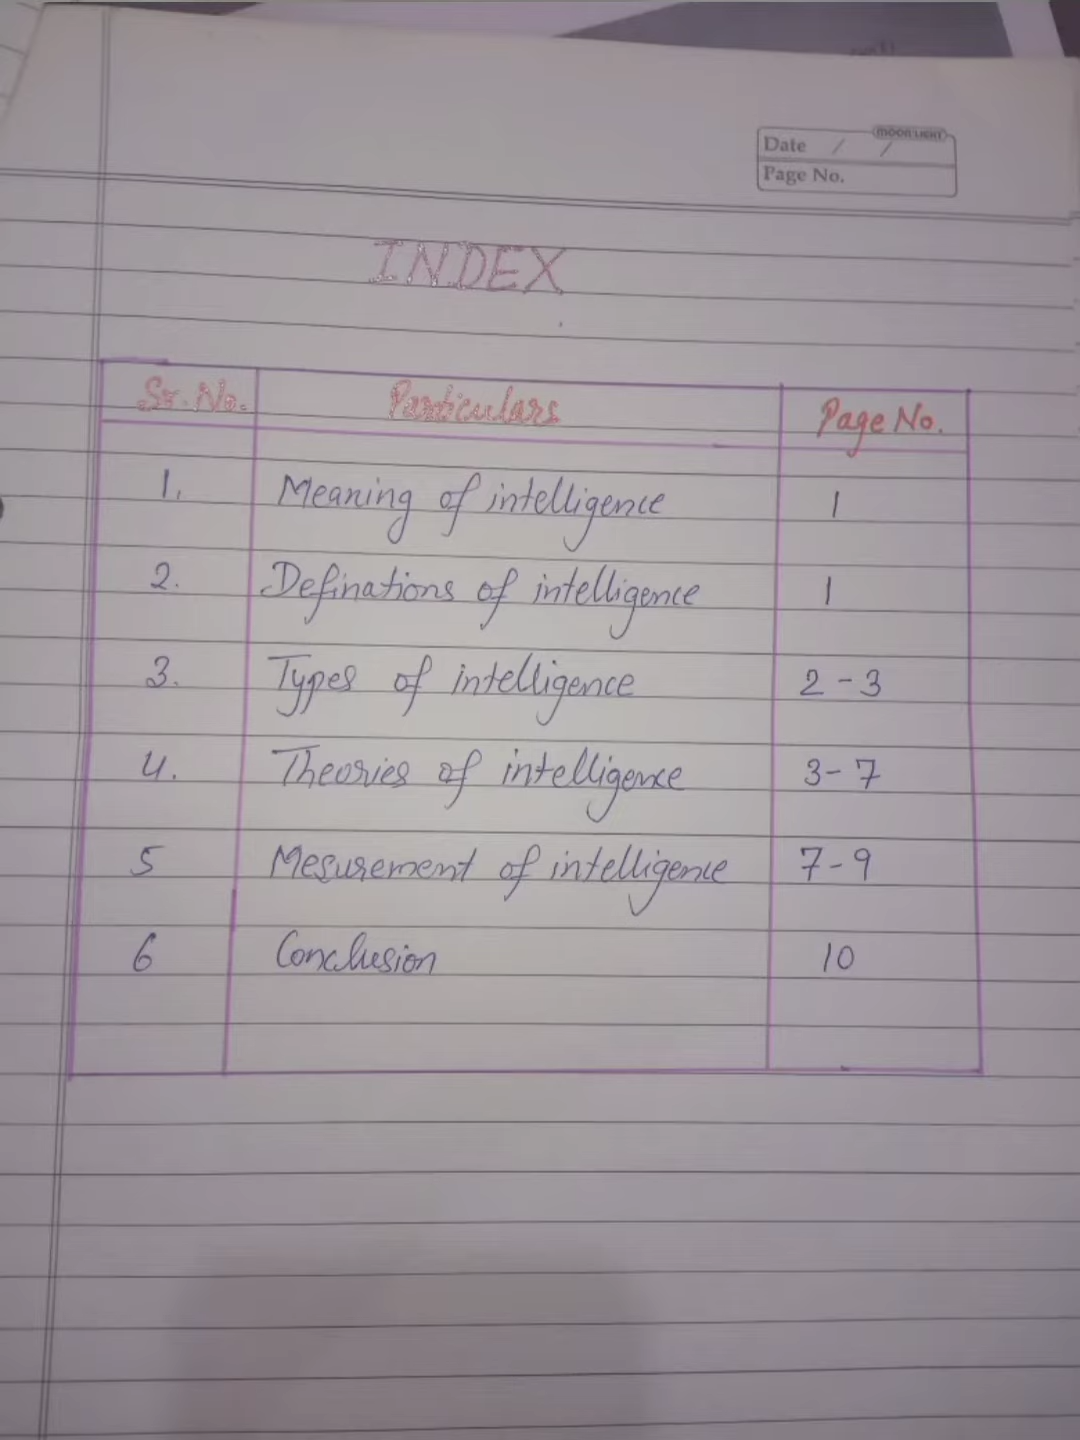 MOON LIGHT
Date / /
Page No.
INDEX
Sr. No. Particulars Page No.
1. Meaning of intelligence 1
2. Definations of intelligence 1
3. Types of intelligence 2 - 3
4. Theories of intelligence 3 - 7
5 Mesurement of intelligence 7 - 9
6 Conclusion 10